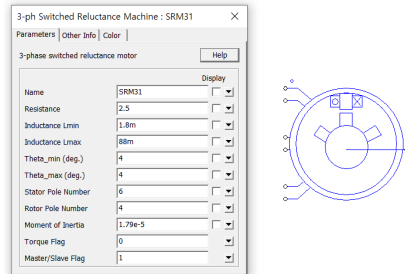 3-ph Switched Reluctance Machine : SRM31
Parameters Other Info Color
3-phase switched reluctance motor Help
Display
Name SRM31
Resistance 2.5
Inductance Lmin 1.8m
Inductance Lmax 88m
Theta_min (deg.) 4
Theta_max (deg.) 4
Stator Pole Number 6
Rotor Pole Number 4
Moment of Inertia 1.79e-5
Torque Flag 0
Master/Slave Flag 1